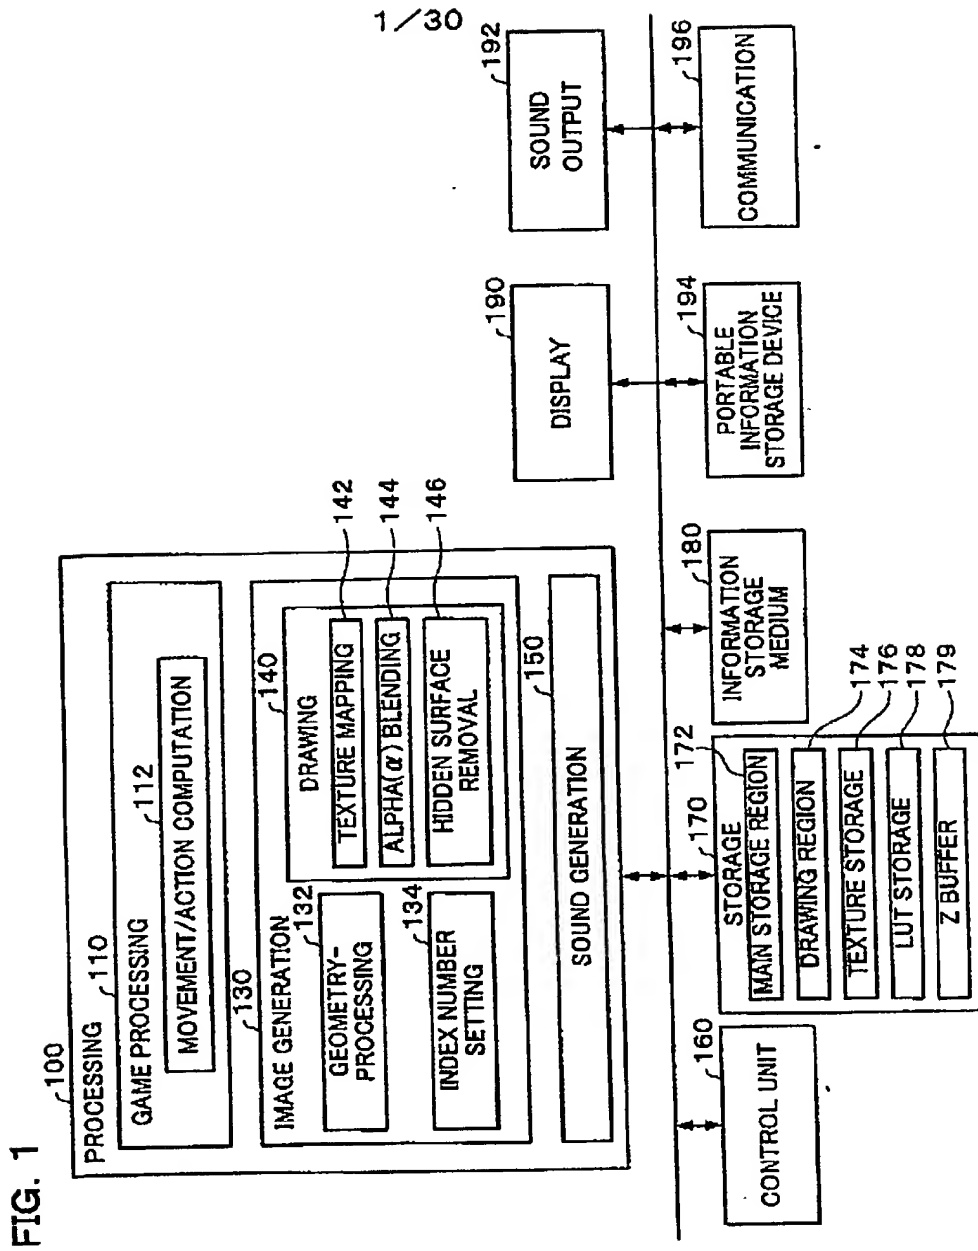 1/30
FIG. 1
100
PROCESSING
110
GAME PROCESSING
112
MOVEMENT/ACTION COMPUTATION
130
IMAGE GENERATION
132
GEOMETRY-
PROCESSING
134
INDEX NUMBER
SETTING
140
DRAWING
TEXTURE MAPPING
142
ALPHA(α) BLENDING
144
HIDDEN SURFACE
REMOVAL
146
150
SOUND GENERATION
190
DISPLAY
192
SOUND
OUTPUT
160
CONTROL UNIT
170
STORAGE
172
MAIN STORAGE REGION
DRAWING REGION
174
TEXTURE STORAGE
176
LUT STORAGE
178
Z BUFFER
179
180
INFORMATION
STORAGE
MEDIUM
194
PORTABLE
INFORMATION
STORAGE DEVICE
196
COMMUNICATION